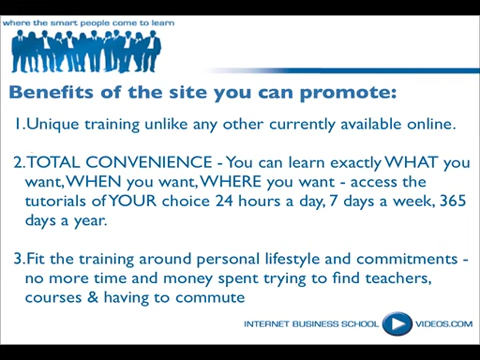 where the smart people come to learn
Benefits of the site you can promote:
1.Unique training unlike any other currently available online.
2.TOTAL CONVENIENCE - You can learn exactly WHAT you
want, WHEN you want, WHERE you want - access the
tutorials of YOUR choice 24 hours a day, 7 days a week, 365
days a year.
3.Fit the training around personal lifestyle and commitments -
no more time and money spent trying to find teachers,
courses & having to commute
INTERNET BUSINESS SCHOOL VIDEOS.COM